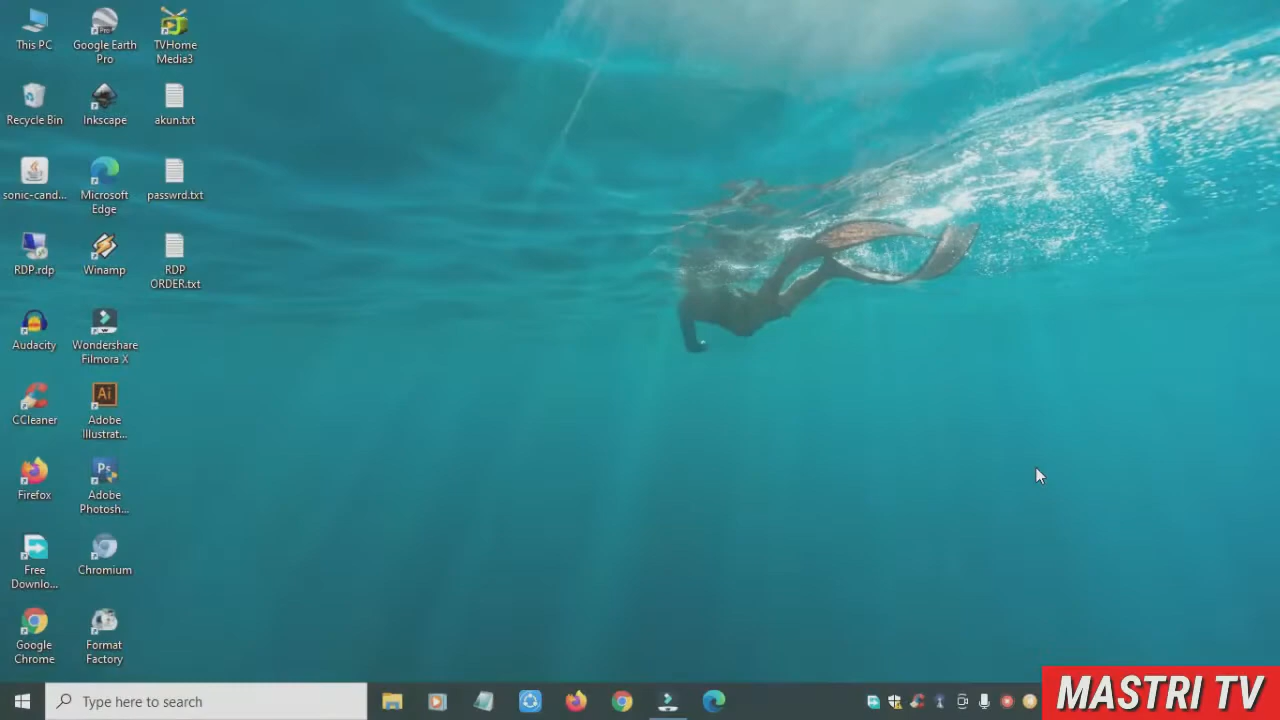 This PC
Google Earth
Pro
TVHome
Media3
Recycle Bin
Inkscape
akun.txt
sonic-cand...
Microsoft
Edge
passwrd.txt
RDP.rdp
Winamp
RDP
ORDER.txt
Audacity
Wondershare
Filmora X
CCleaner
Adobe
Illustrat...
Firefox
Adobe
Photosh...
Free
Downlo...
Chromium
Google
Chrome
Format
Factory
Type here to search
MASTRI TV